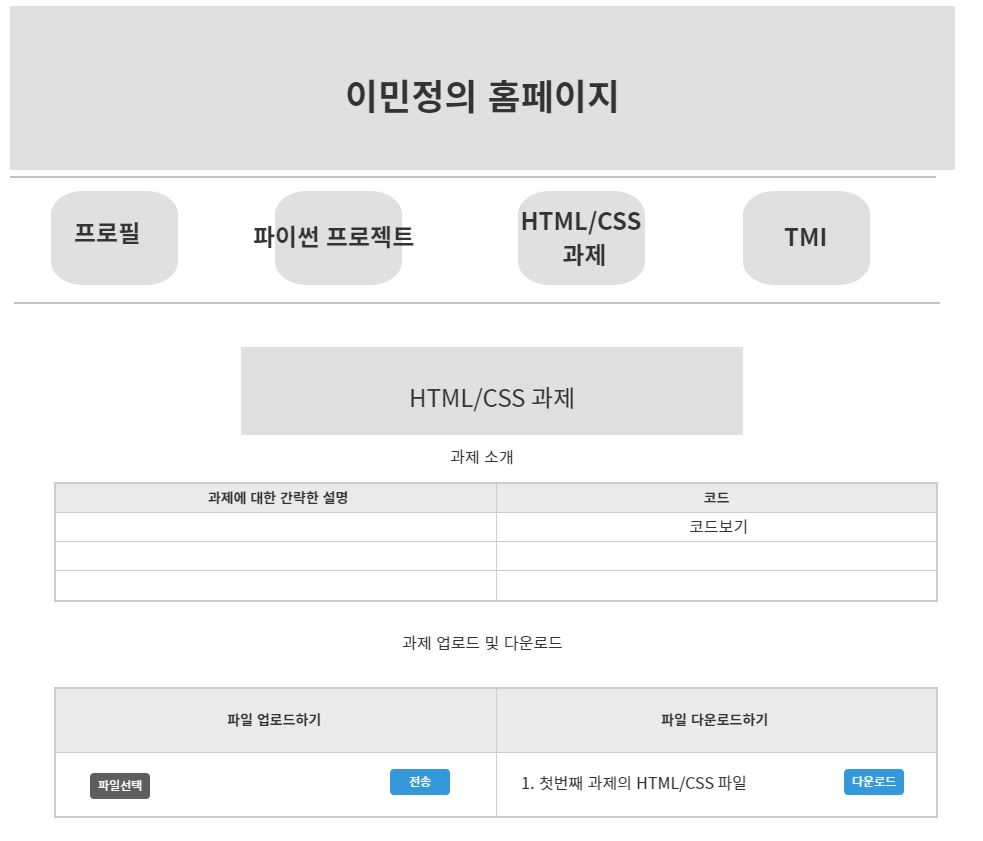 이민정의 홈페이지
프로필
파이썬 프로젝트
HTML/CSS
과제
TMI
HTML/CSS 과제
과제 소개
과제에 대한 간략한 설명
코드
코드보기
과제 업로드 및 다운로드
파일 업로드하기
파일 다운로드하기
파일선택
전송
1. 첫번째 과제의 HTML/CSS 파일
다운로드